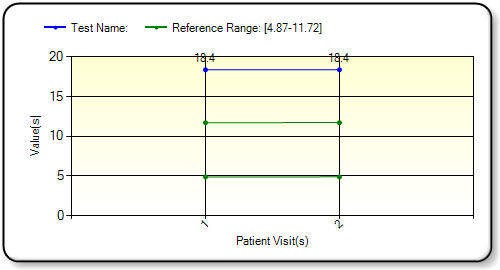 Test Name:   Reference Range: [4.87-11.72]
18.4   18.4
20
15
10
5
0
Value(s)
1   2
Patient Visit(s)